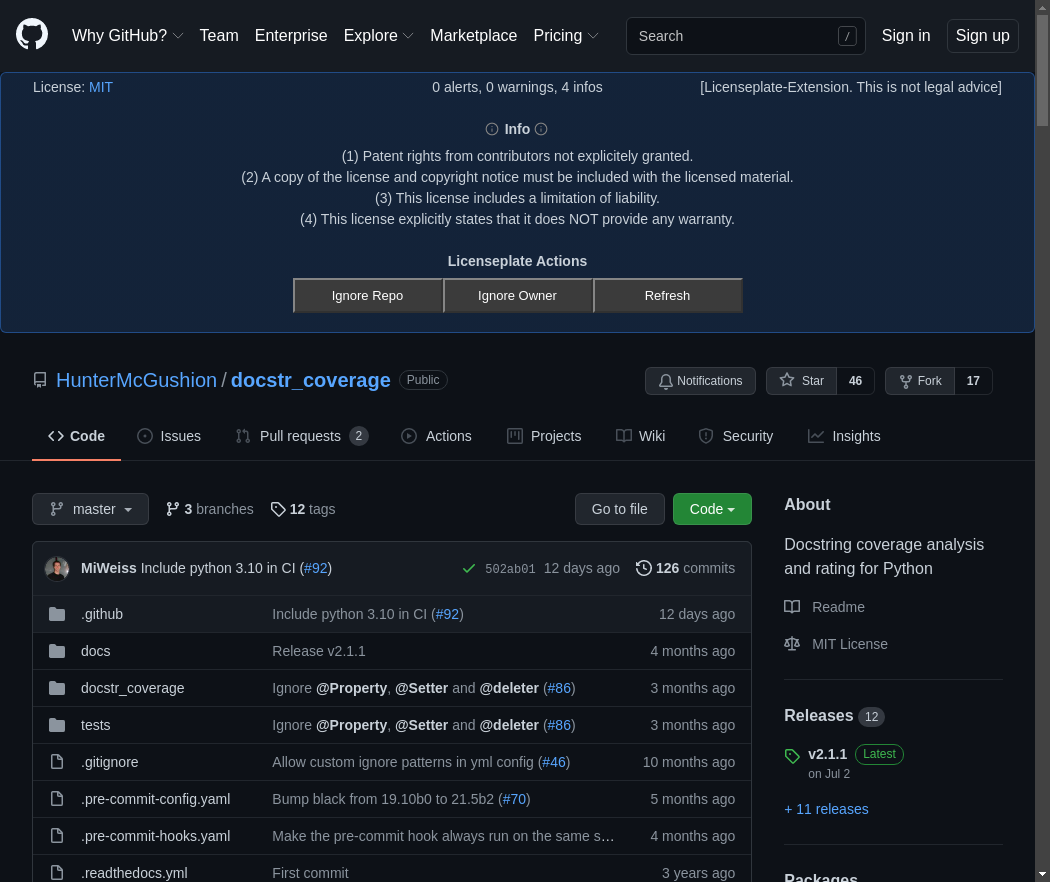 Why GitHub? Team Enterprise Explore Marketplace Pricing Search / Sign in Sign up
License: MIT 0 alerts, 0 warnings, 4 infos [Licenseplate-Extension. This is not legal advice]
Info
(1) Patent rights from contributors not explicitely granted.
(2) A copy of the license and copyright notice must be included with the licensed material.
(3) This license includes a limitation of liability.
(4) This license explicitly states that it does NOT provide any warranty.
Licenseplate Actions
Ignore Repo Ignore Owner Refresh
HunterMcGushion / docstr_coverage Public Notifications Star 46 Fork 17
Code Issues Pull requests 2 Actions Projects Wiki Security Insights
master 3 branches 12 tags Go to file Code
MiWeiss Include python 3.10 in CI (#92) 502ab01 12 days ago 126 commits
.github Include python 3.10 in CI (#92) 12 days ago
docs Release v2.1.1 4 months ago
docstr_coverage Ignore @Property, @Setter and @deleter (#86) 3 months ago
tests Ignore @Property, @Setter and @deleter (#86) 3 months ago
.gitignore Allow custom ignore patterns in yml config (#46) 10 months ago
.pre-commit-config.yaml Bump black from 19.10b0 to 21.5b2 (#70) 5 months ago
.pre-commit-hooks.yaml Make the pre-commit hook always run on the same s… 4 months ago
.readthedocs.yml First commit 3 years ago
About
Docstring coverage analysis
and rating for Python
Readme
MIT License
Releases 12
v2.1.1 Latest
on Jul 2
+ 11 releases
Packages